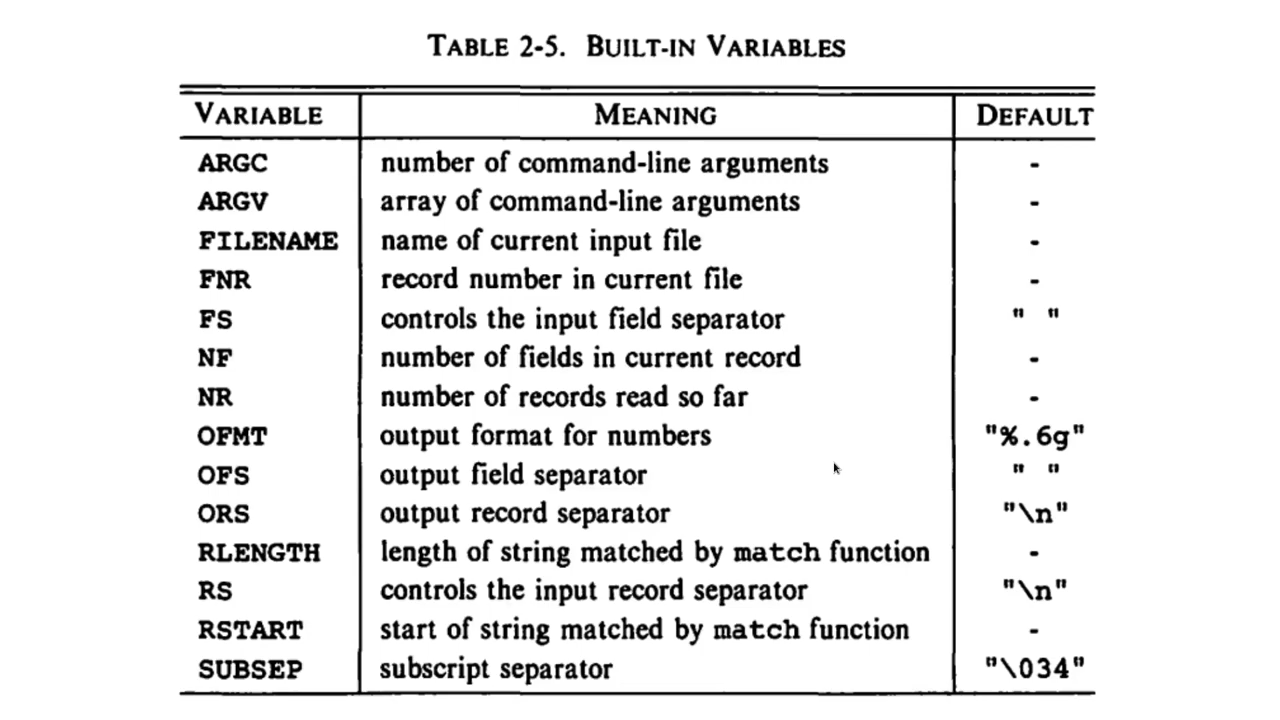 TABLE 2-5. BUILT-IN VARIABLES
VARIABLE MEANING DEFAULT
ARGC number of command-line arguments -
ARGV array of command-line arguments -
FILENAME name of current input file -
FNR record number in current file -
FS controls the input field separator " "
NF number of fields in current record -
NR number of records read so far -
OFMT output format for numbers "%.6g"
OFS output field separator " "
ORS output record separator "\n"
RLENGTH length of string matched by match function -
RS controls the input record separator "\n"
RSTART start of string matched by match function -
SUBSEP subscript separator "\034"